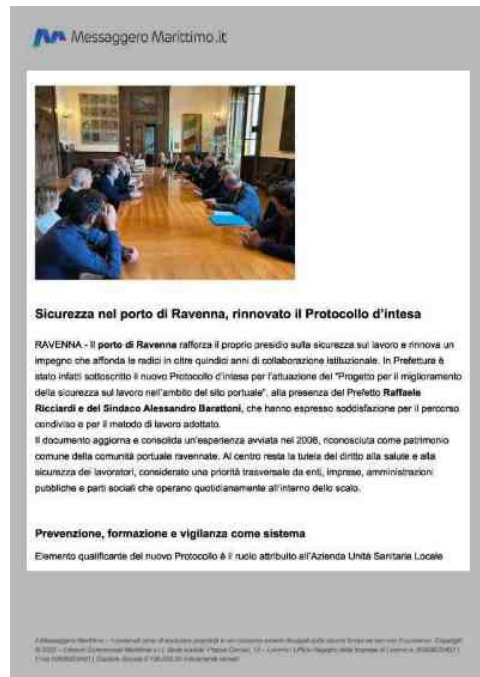 Messaggero Marittimo.it
Sicurezza nel porto di Ravenna, rinnovato il Protocollo d'intesa
RAVENNA - Il porto di Ravenna rafforza il proprio presidio sulla sicurezza sul lavoro e rinnova un
impegno che affonda le radici in oltre quindici anni di collaborazione istituzionale. In Prefettura è
stato infatti sottoscritto il nuovo Protocollo d'intesa per l'attuazione del "Progetto per il miglioramento
della sicurezza sul lavoro nell'ambito del sito portuale", alla presenza del Prefetto Raffaele
Ricciardi e del Sindaco Alessandro Barattoni, che hanno espresso soddisfazione per il percorso
condiviso e per il metodo di lavoro adottato.
Il documento aggiorna e consolida un'esperienza avviata nel 2008, riconosciuta come patrimonio
comune della comunità portuale ravennate. Al centro resta la tutela del diritto alla salute e alla
sicurezza dei lavoratori, considerato una priorità trasversale da enti, imprese, amministrazioni
pubbliche e parti sociali che operano quotidianamente all'interno dello scalo.
Prevenzione, formazione e vigilanza come sistema
Elemento qualificante del nuovo Protocollo è il ruolo attribuito all'Azienda Unità Sanitaria Locale